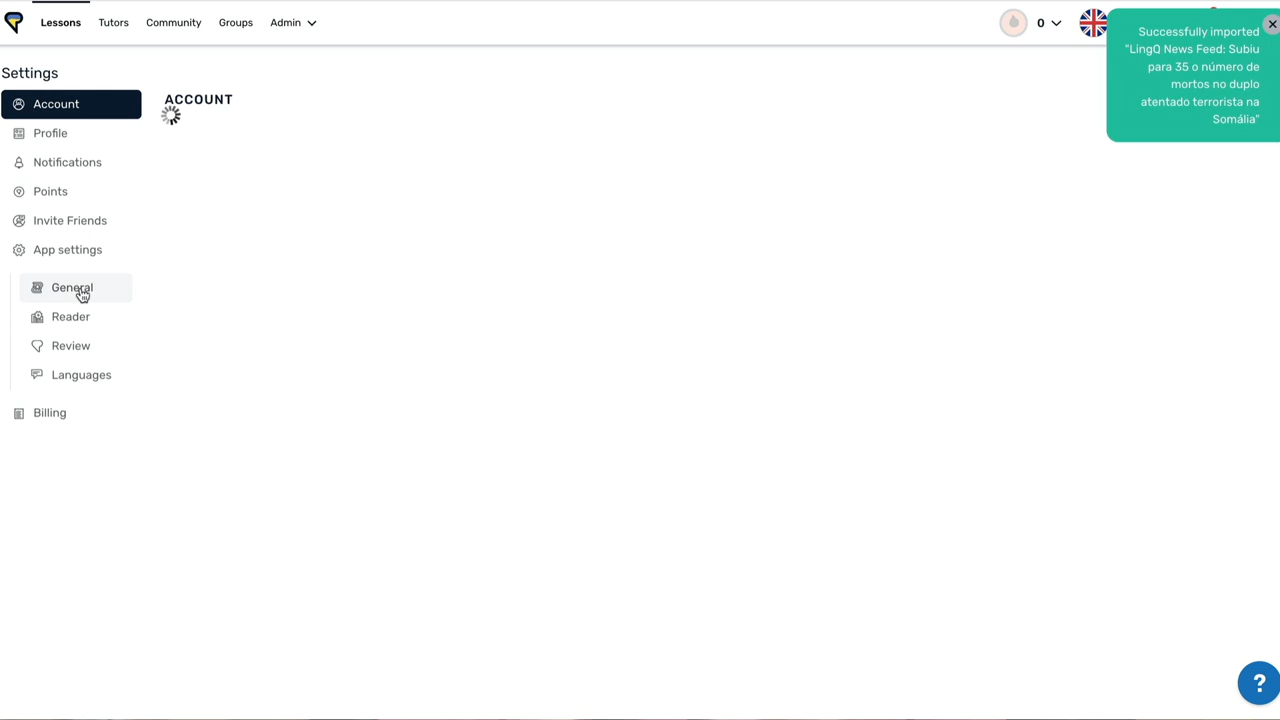 Lessons Tutors Community Groups Admin 0
Successfully imported
"LingQ News Feed: Subiu
para 35 o número de
mortos no duplo
atentado terrorista na
Somália"
Settings
Account
ACCOUNT
Profile
Notifications
Points
Invite Friends
App settings
General
Reader
Review
Languages
Billing
?